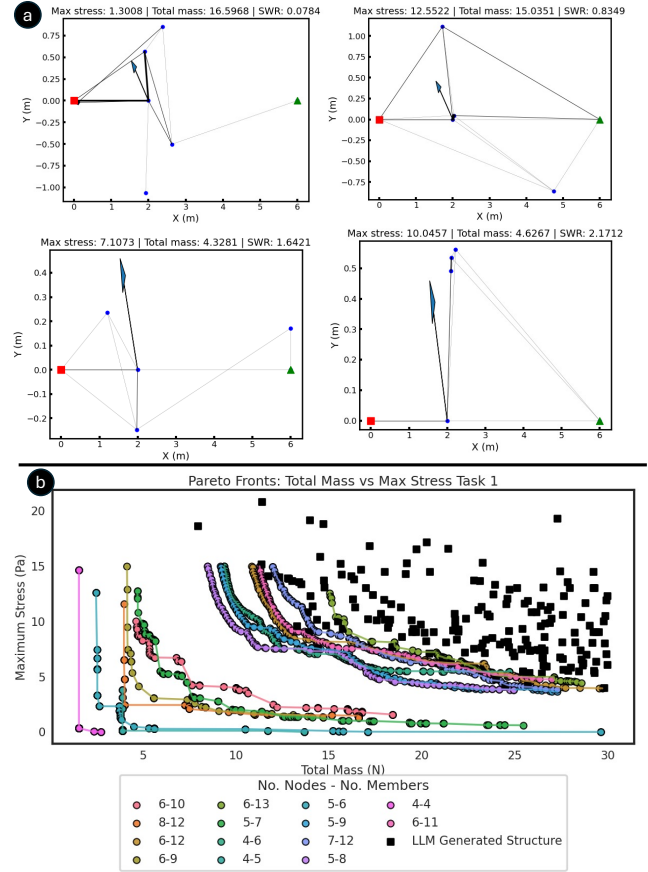 a
Max stress: 1.3008 | Total mass: 16.5968 | SWR: 0.0784
0.75
0.50
0.25
0.00
−0.25
−0.50
−0.75
−1.00
Y (m)
0 1 2 3 4 5 6
X (m)
Max stress: 12.5522 | Total mass: 15.0351 | SWR: 0.8349
1.00
0.75
0.50
0.25
0.00
−0.25
−0.50
−0.75
Y (m)
0 1 2 3 4 5 6
X (m)
Max stress: 7.1073 | Total mass: 4.3281 | SWR: 1.6421
0.4
0.3
0.2
0.1
0.0
−0.1
−0.2
Y (m)
0 1 2 3 4 5 6
X (m)
Max stress: 10.0457 | Total mass: 4.6267 | SWR: 2.1712
0.5
0.4
0.3
0.2
0.1
0.0
Y (m)
0 1 2 3 4 5 6
X (m)
b
Pareto Fronts: Total Mass vs Max Stress Task 1
20
15
10
5
0
Maximum Stress (Pa)
5 10 15 20 25 30
Total Mass (N)
No. Nodes - No. Members
6-10 6-13 5-6 4-4
8-12 5-7 5-9 6-11
6-12 4-6 7-12 LLM Generated Structure
6-9 4-5 5-8